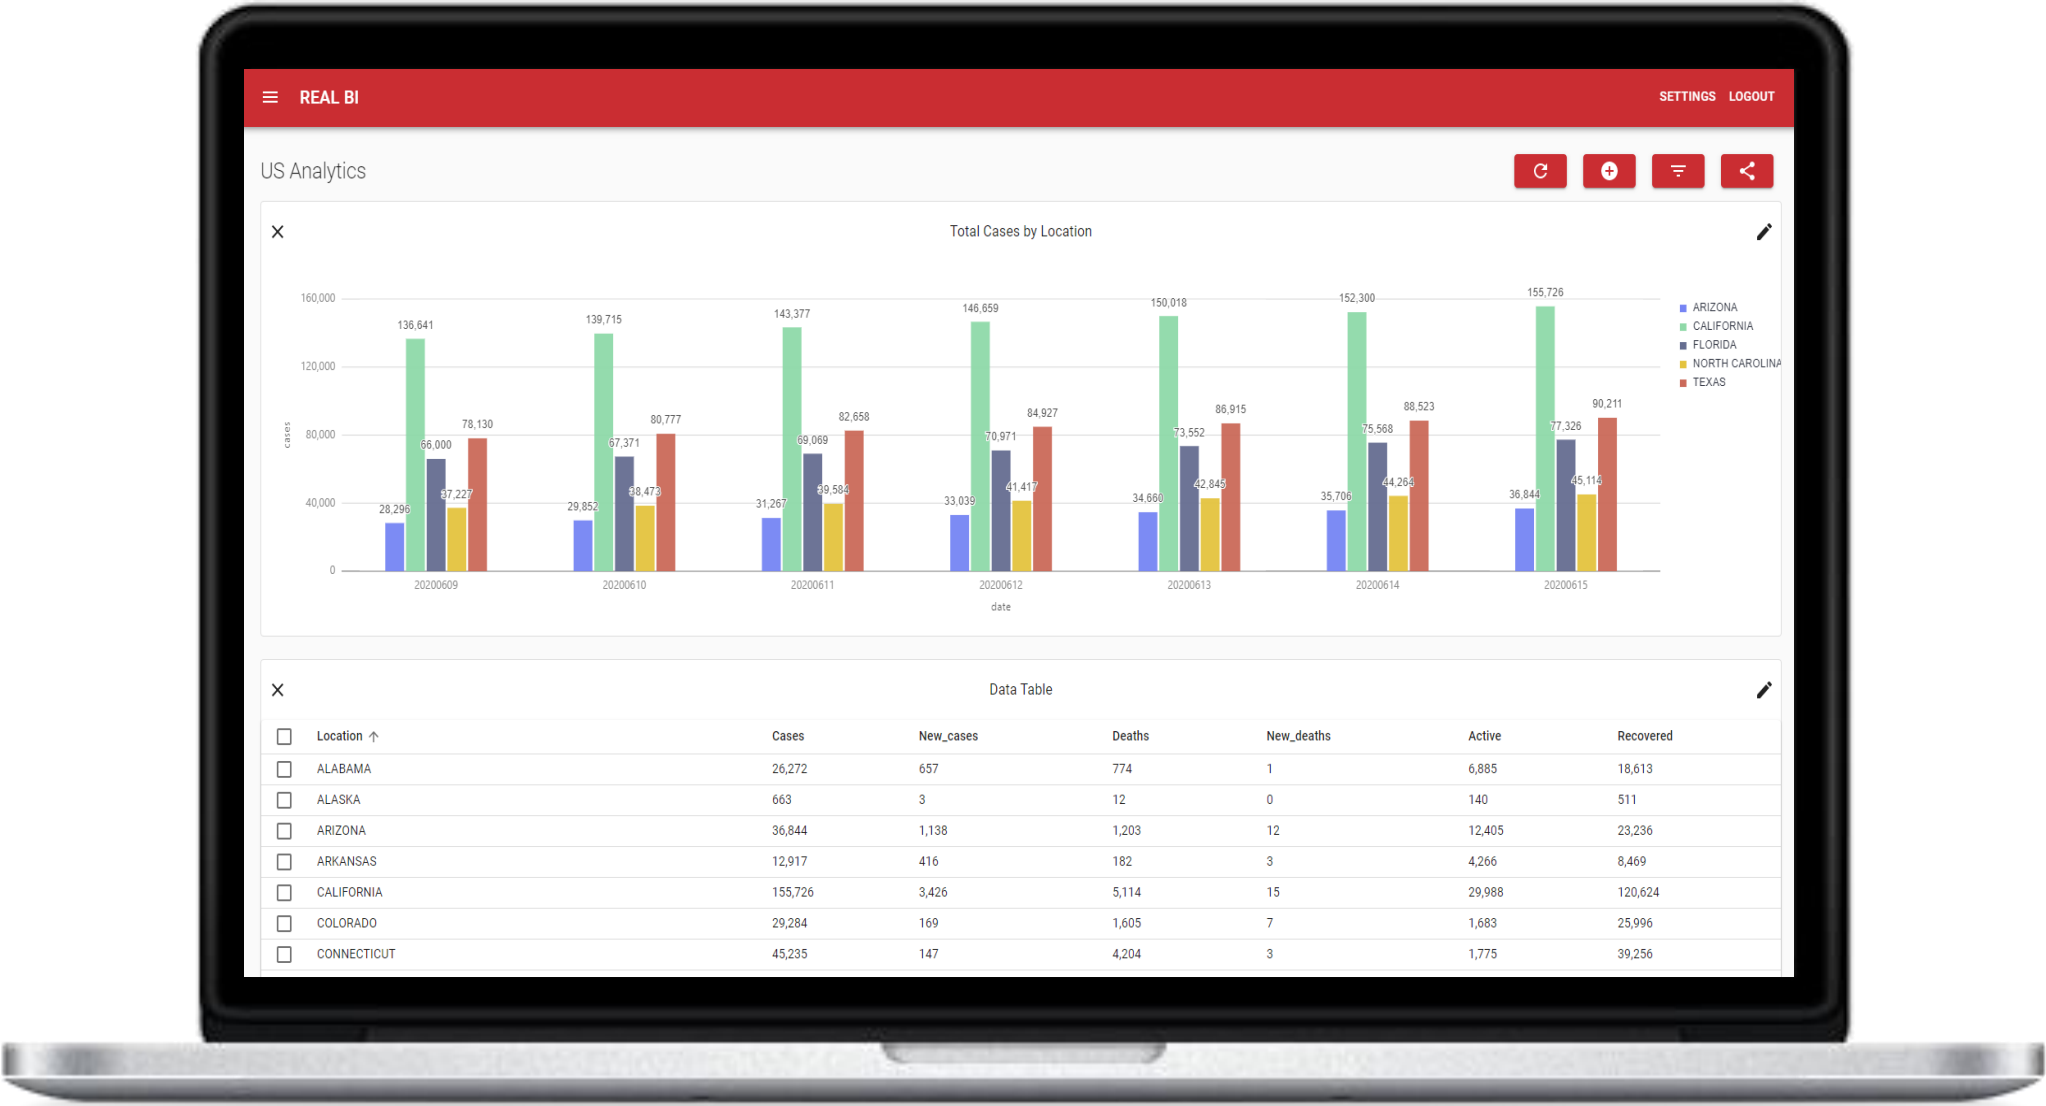 REAL BI SETTINGS LOGOUT
US Analytics
Total Cases by Location
160,000
120,000
80,000
40,000
0
cases
136,641
139,715
143,377
146,659
150,018
152,300
155,726
78,130
80,777
82,658
84,927
86,915
88,523
90,211
66,000
67,371
69,069
70,971
73,552
75,568
77,326
37,227
38,473
39,584
41,417
42,845
44,264
45,114
28,296
29,852
31,267
33,039
34,660
35,706
36,844
ARIZONA
CALIFORNIA
FLORIDA
NORTH CAROLINA
TEXAS
20200609 20200610 20200611 20200612 20200613 20200614 20200615
date
Data Table
Location Cases New_cases Deaths New_deaths Active Recovered
ALABAMA 26,272 657 774 1 6,885 18,613
ALASKA 663 3 12 0 140 511
ARIZONA 36,844 1,138 1,203 12 12,405 23,236
ARKANSAS 12,917 416 182 3 4,266 8,469
CALIFORNIA 155,726 3,426 5,114 15 29,988 120,624
COLORADO 29,284 169 1,605 7 1,683 25,996
CONNECTICUT 45,235 147 4,204 3 1,775 39,256